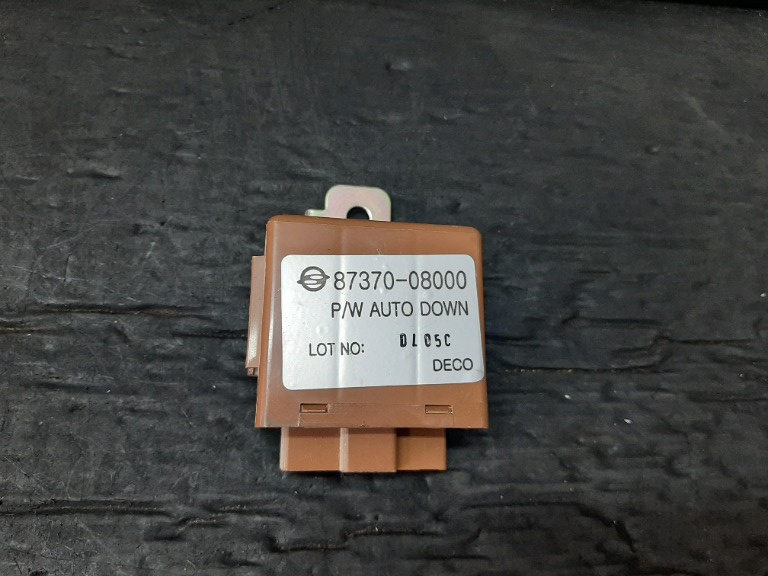 87370-08000
P/W AUTO DOWN
LOT NO: DL05C
DECO